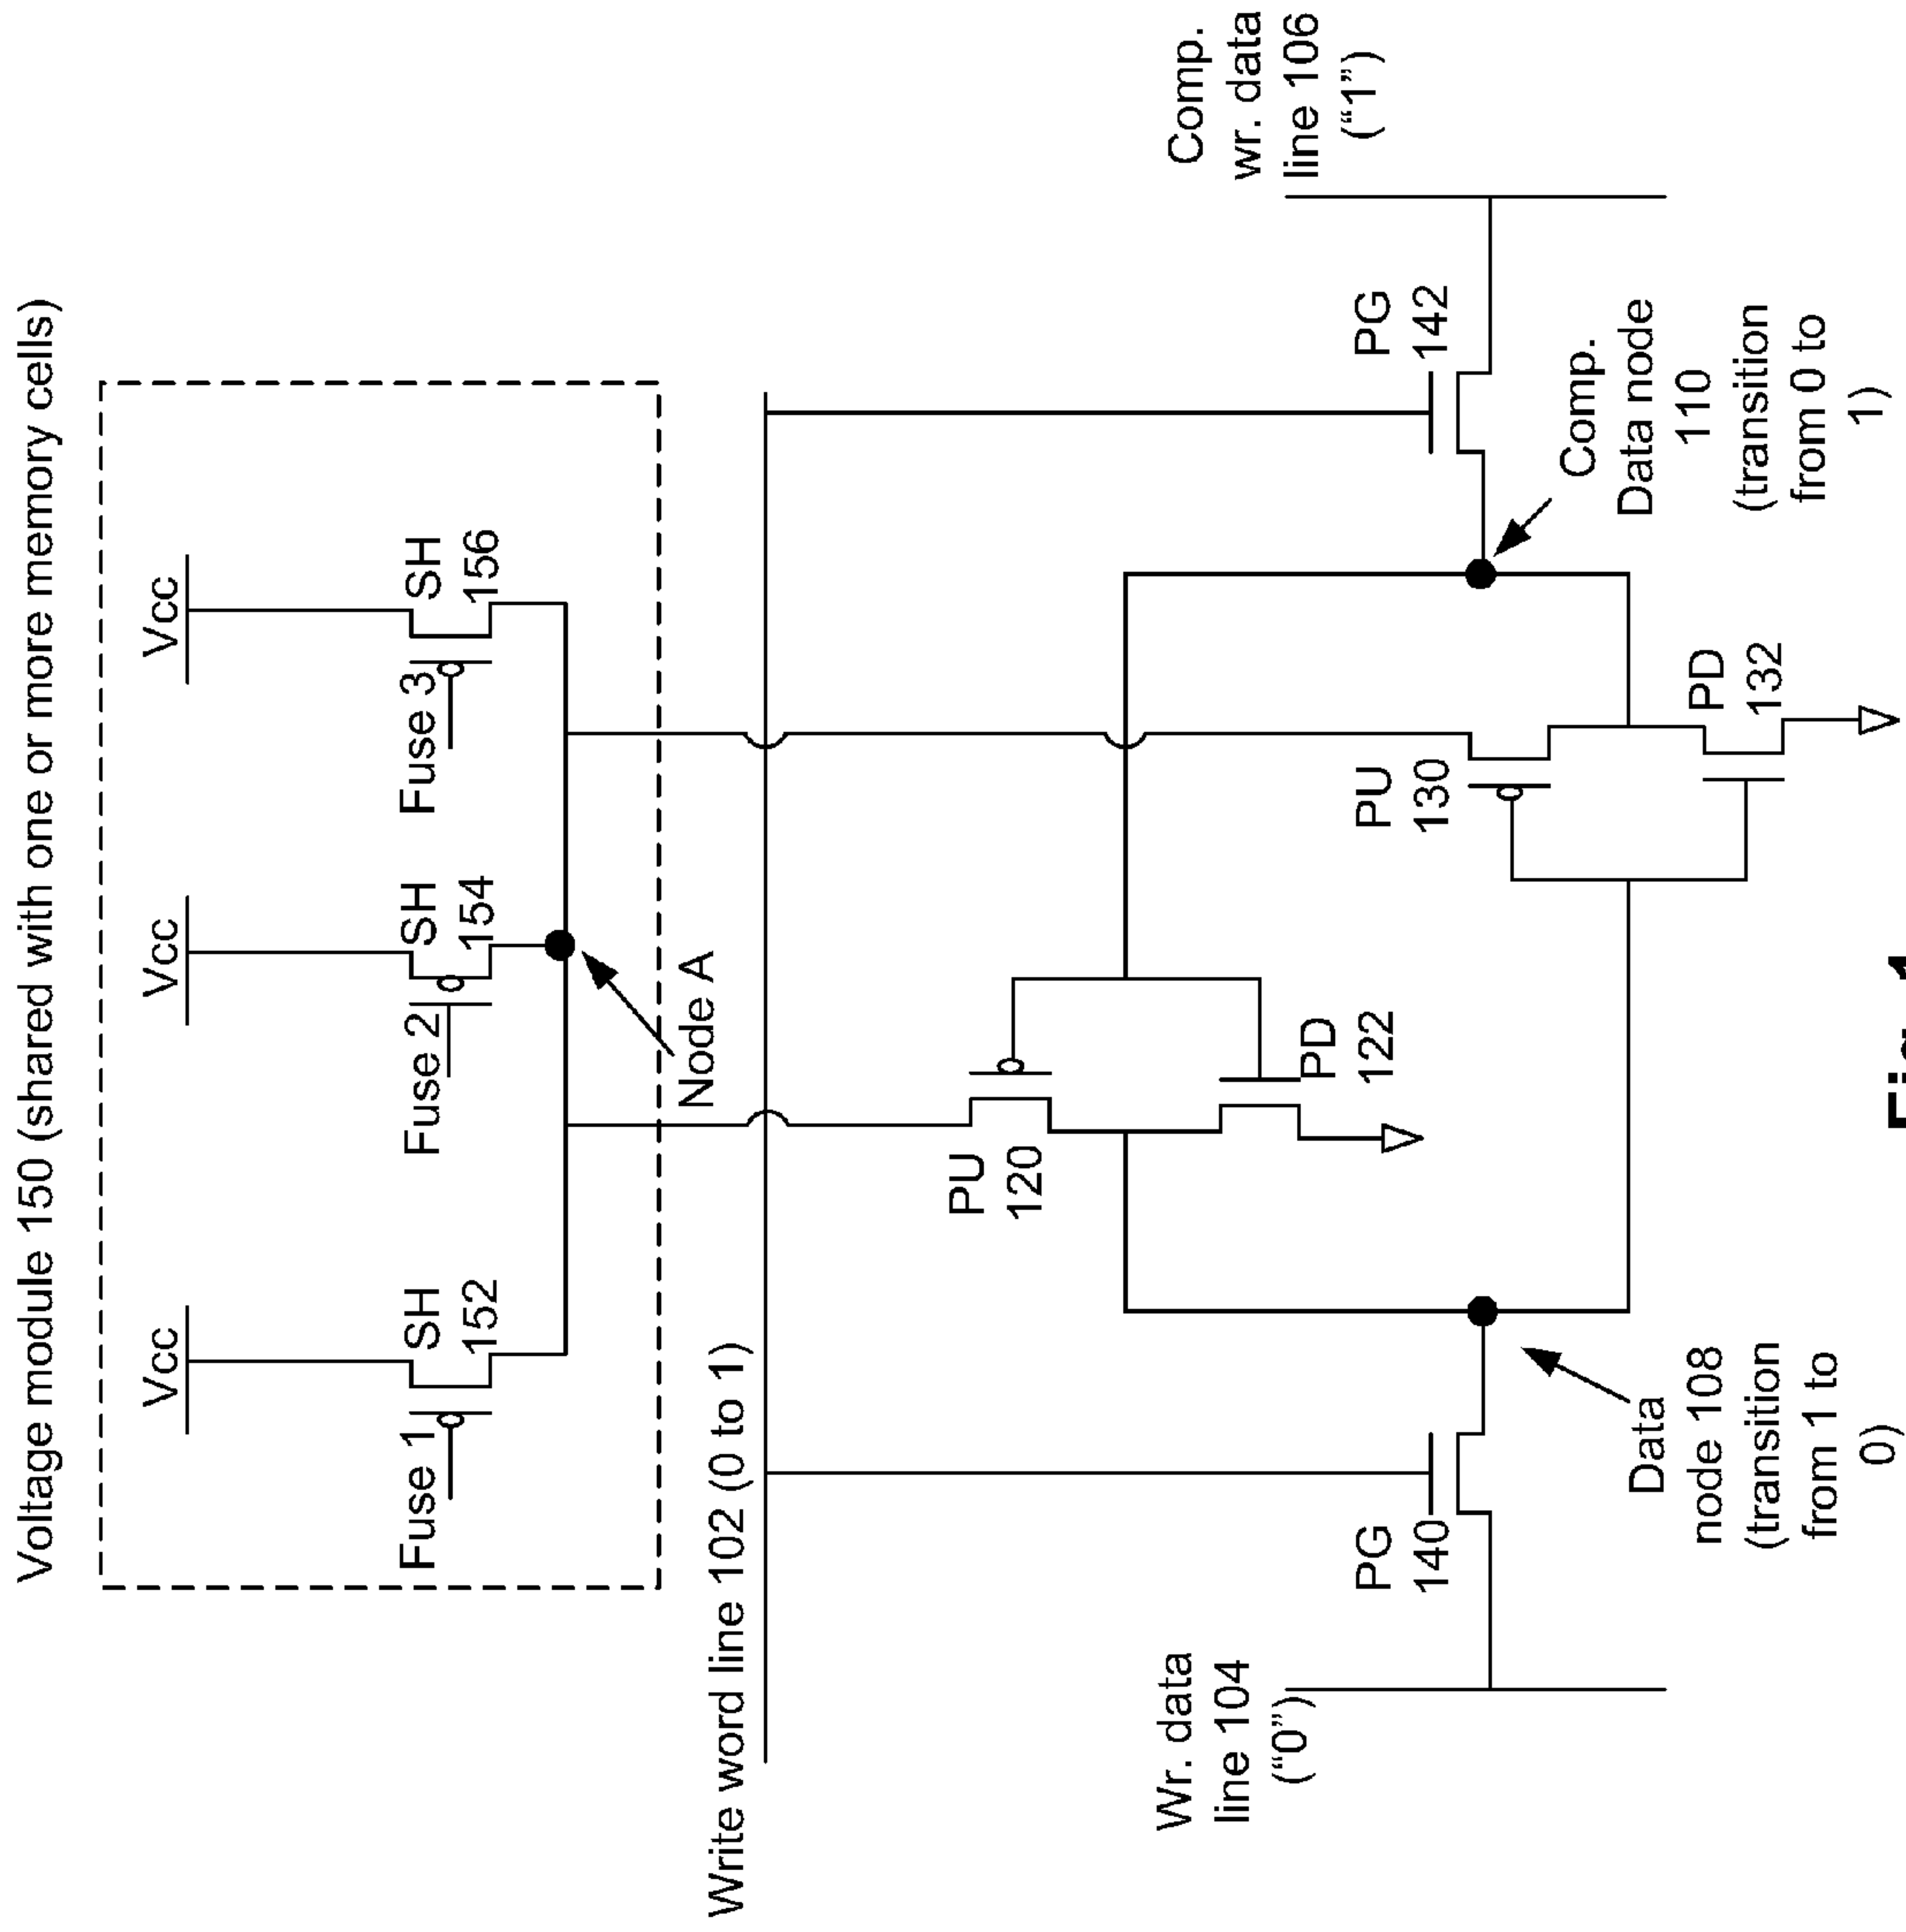 Voltage module 150 (shared with one or more memory cells)
Vcc
Vcc
Vcc
Fuse 1
SH
152
Fuse 2
SH
154
Fuse 3
SH
156
Node A
Write word line 102 (0 to 1)
PU
120
PD
122
PU
130
PD
132
Wr. data
line 104
(“0”)
PG
140
PG
142
Comp.
wr. data
line 106
(“1”)
Data
node 108
(transition
from 1 to
0)
Comp.
Data node
110
(transition
from 0 to
1)